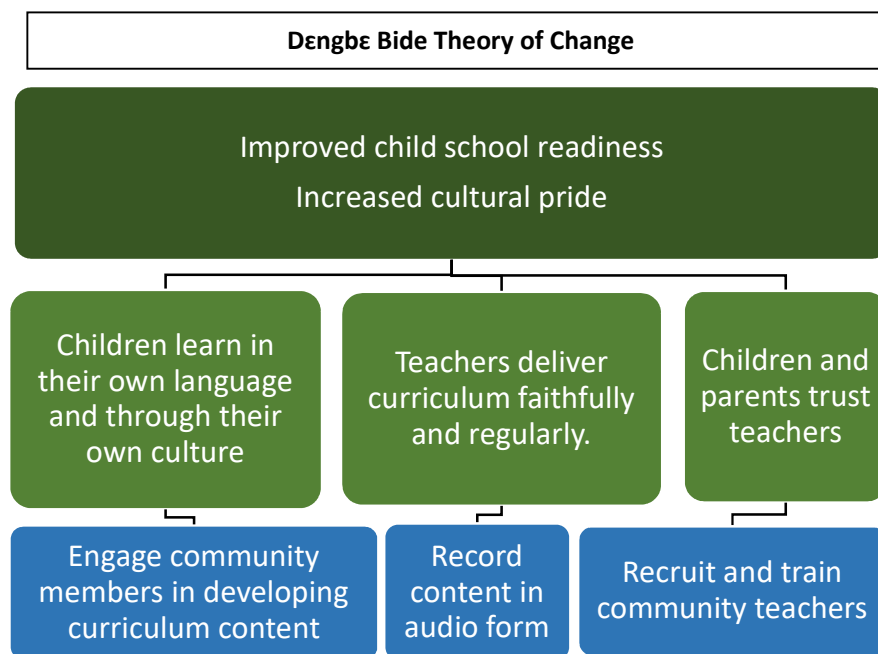 Dɛngbɛ Bide Theory of Change
Improved child school readiness
Increased cultural pride
Children learn in
their own language
and through their
own culture
Teachers deliver
curriculum faithfully
and regularly.
Children and
parents trust
teachers
Engage community
members in developing
curriculum content
Record
content in
audio form
Recruit and train
community teachers